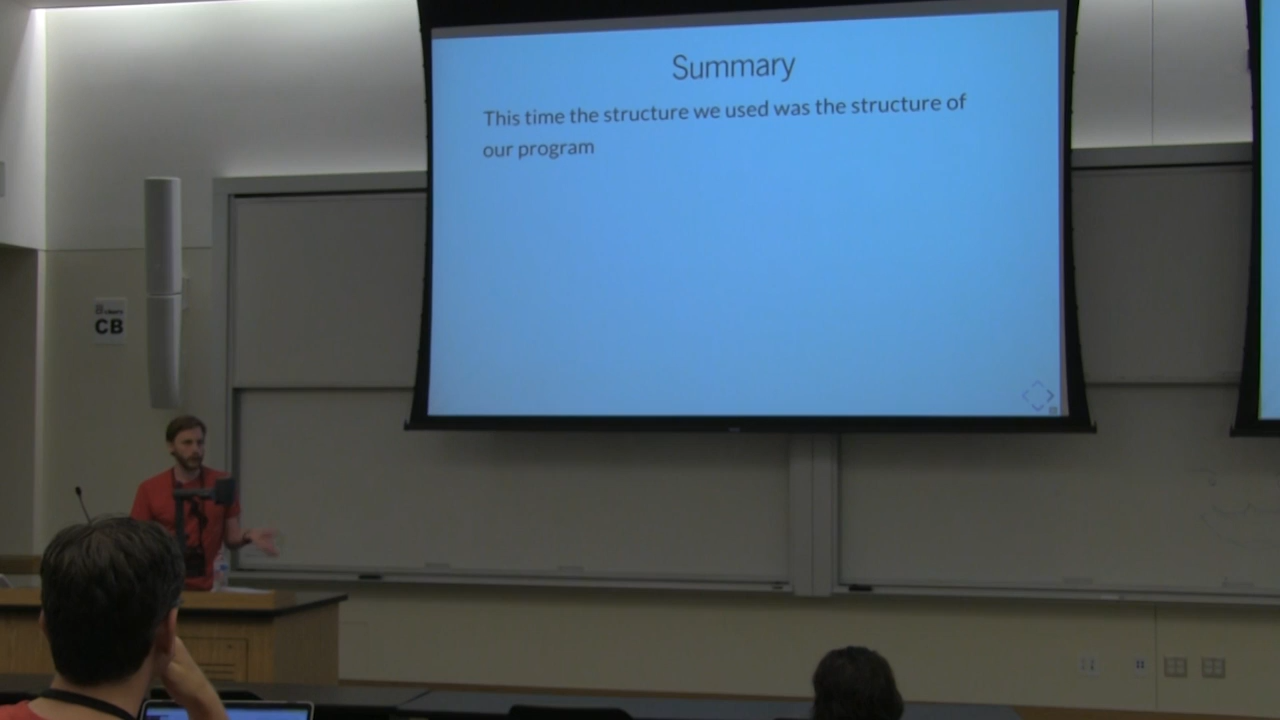 Summary
This time the structure we used was the structure of
our program
CB